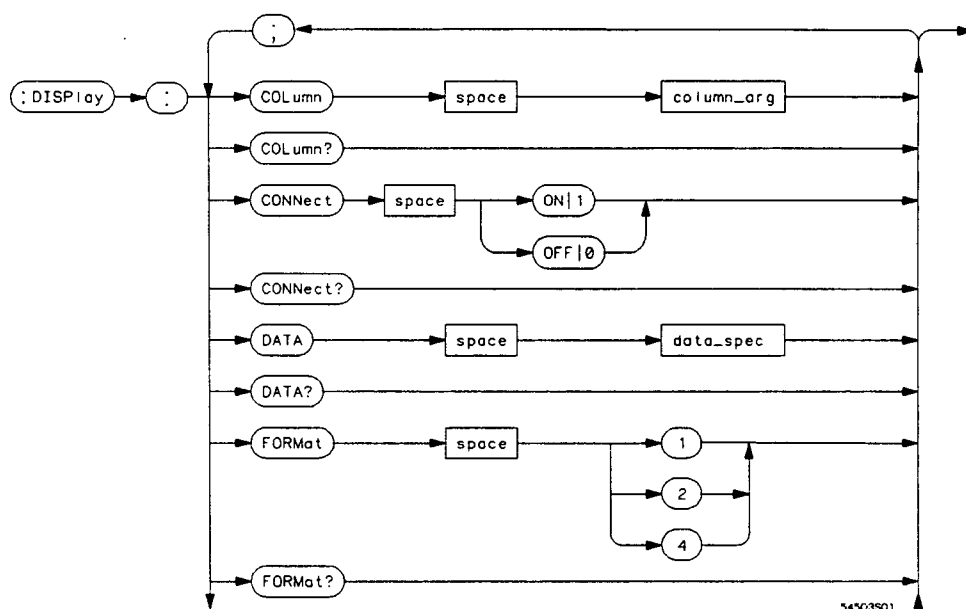 ;
:DISPlay : COLumn space column_arg
COLumn?
CONNect space ON|1
OFF|0
CONNect?
DATA space data_spec
DATA?
FORMat space 1
2
4
FORMat?
54503S01